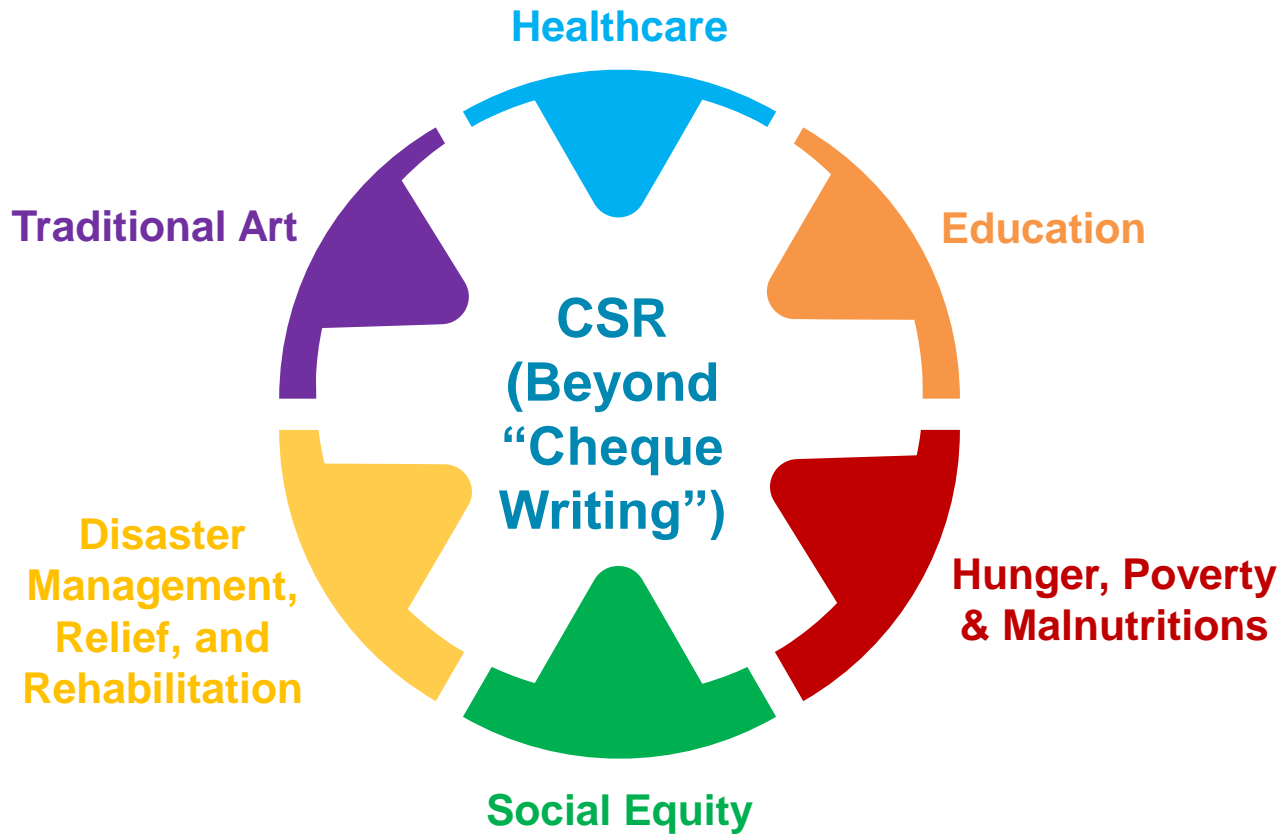 Healthcare
Traditional Art
Education
CSR
(Beyond
“Cheque
Writing”)
Disaster
Management,
Relief, and
Rehabilitation
Hunger, Poverty
& Malnutritions
Social Equity